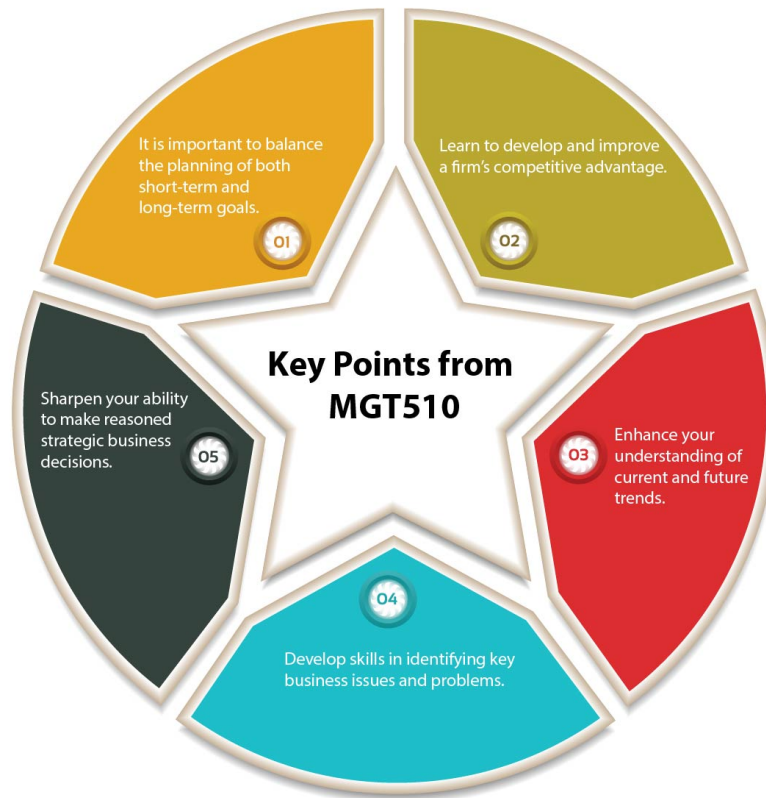 Key Points from
MGT510
It is important to balance
the planning of both
short-term and
long-term goals.
01
Learn to develop and improve
a firm’s competitive advantage.
02
Enhance your
understanding of
current and future
trends.
03
04
Develop skills in identifying key
business issues and problems.
Sharpen your ability
to make reasoned
strategic business
decisions.
05